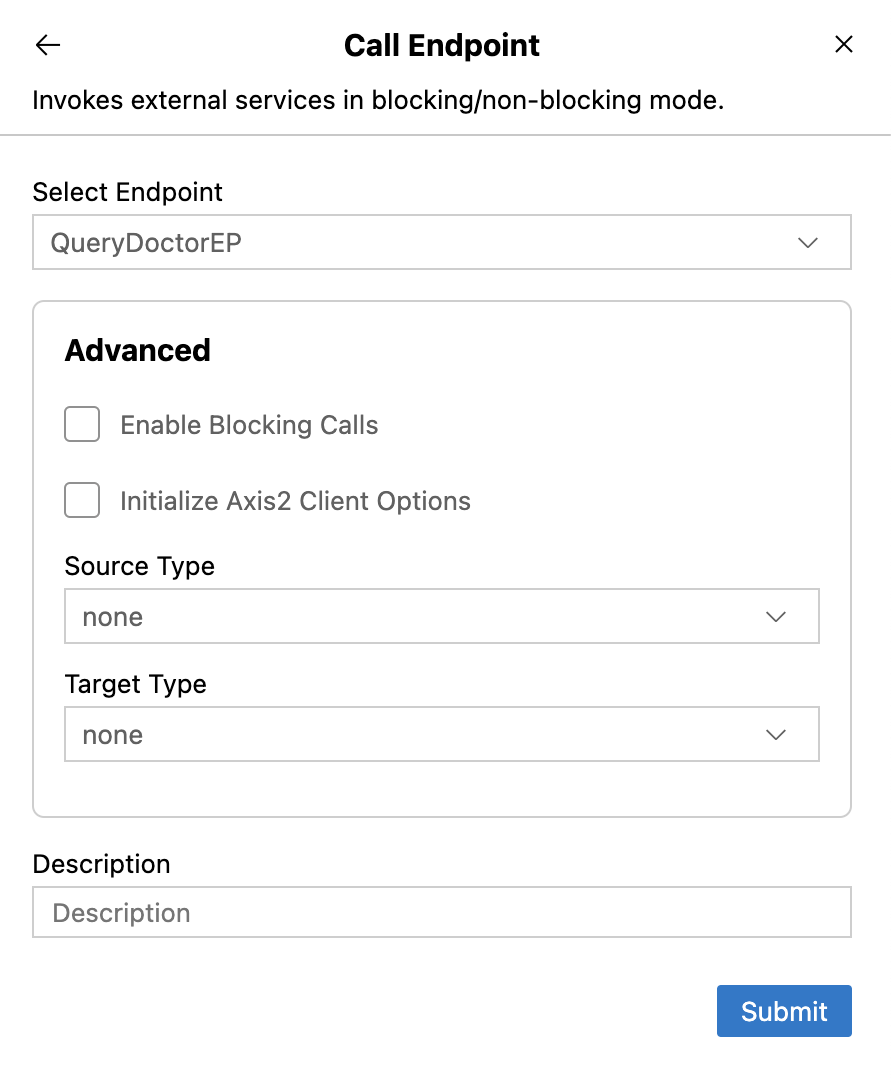 Call Endpoint
Invokes external services in blocking/non-blocking mode.
Select Endpoint
QueryDoctorEP
Advanced
Enable Blocking Calls
Initialize Axis2 Client Options
Source Type
none
Target Type
none
Description
Description
Submit